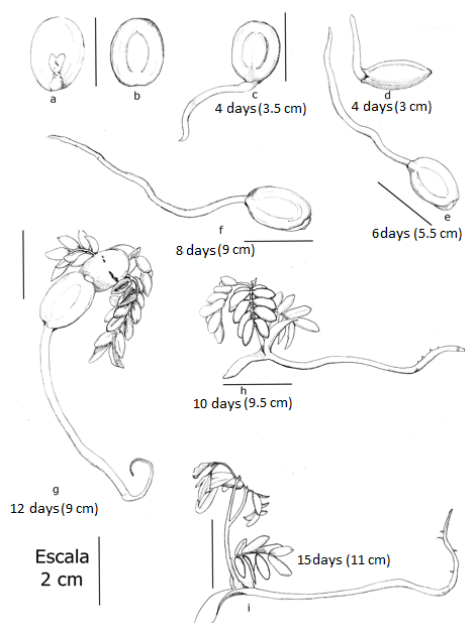 a
b
c
4 days (3.5 cm)
d
4 days (3 cm)
e
6days (5.5 cm)
f
8 days (9 cm)
h
10 days (9.5 cm)
g
12 days (9 cm)
Escala
2 cm
15days (11 cm)
i